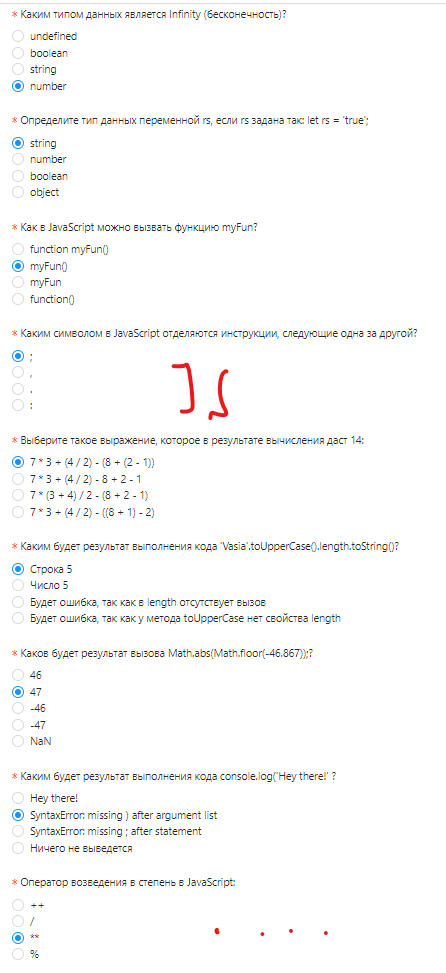 * Каким типом данных является Infinity (бесконечность)?
undefined
boolean
string
number
* Определите тип данных переменной rs, если rs задана так: let rs = 'true';
string
number
boolean
object
* Как в JavaScript можно вызвать функцию myFun?
function myFun()
myFun()
myFun
function()
* Каким символом в JavaScript отделяются инструкции, следующие одна за другой?
;
,
.
:
JS
* Выберите такое выражение, которое в результате вычисления даст 14:
7 * 3 + (4 / 2) - (8 + (2 - 1))
7 * 3 + (4 / 2) - 8 + 2 - 1
7 * (3 + 4) / 2 - (8 + 2 - 1)
7 * 3 + (4 / 2) - ((8 + 1) - 2)
* Каким будет результат выполнения кода 'Vasia'.toUpperCase().length.toString()?
Строка 5
Число 5
Будет ошибка, так как в length отсутствует вызов
Будет ошибка, так как у метода toUpperCase нет свойства length
* Каков будет результат вызова Math.abs(Math.floor(-46.867));?
46
47
-46
-47
NaN
* Каким будет результат выполнения кода console.log('Hey there!' ?
Hey there!
SyntaxError: missing ) after argument list
SyntaxError: missing ; after statement
Ничего не выведется
* Оператор возведения в степень в JavaScript:
++
/
**
%